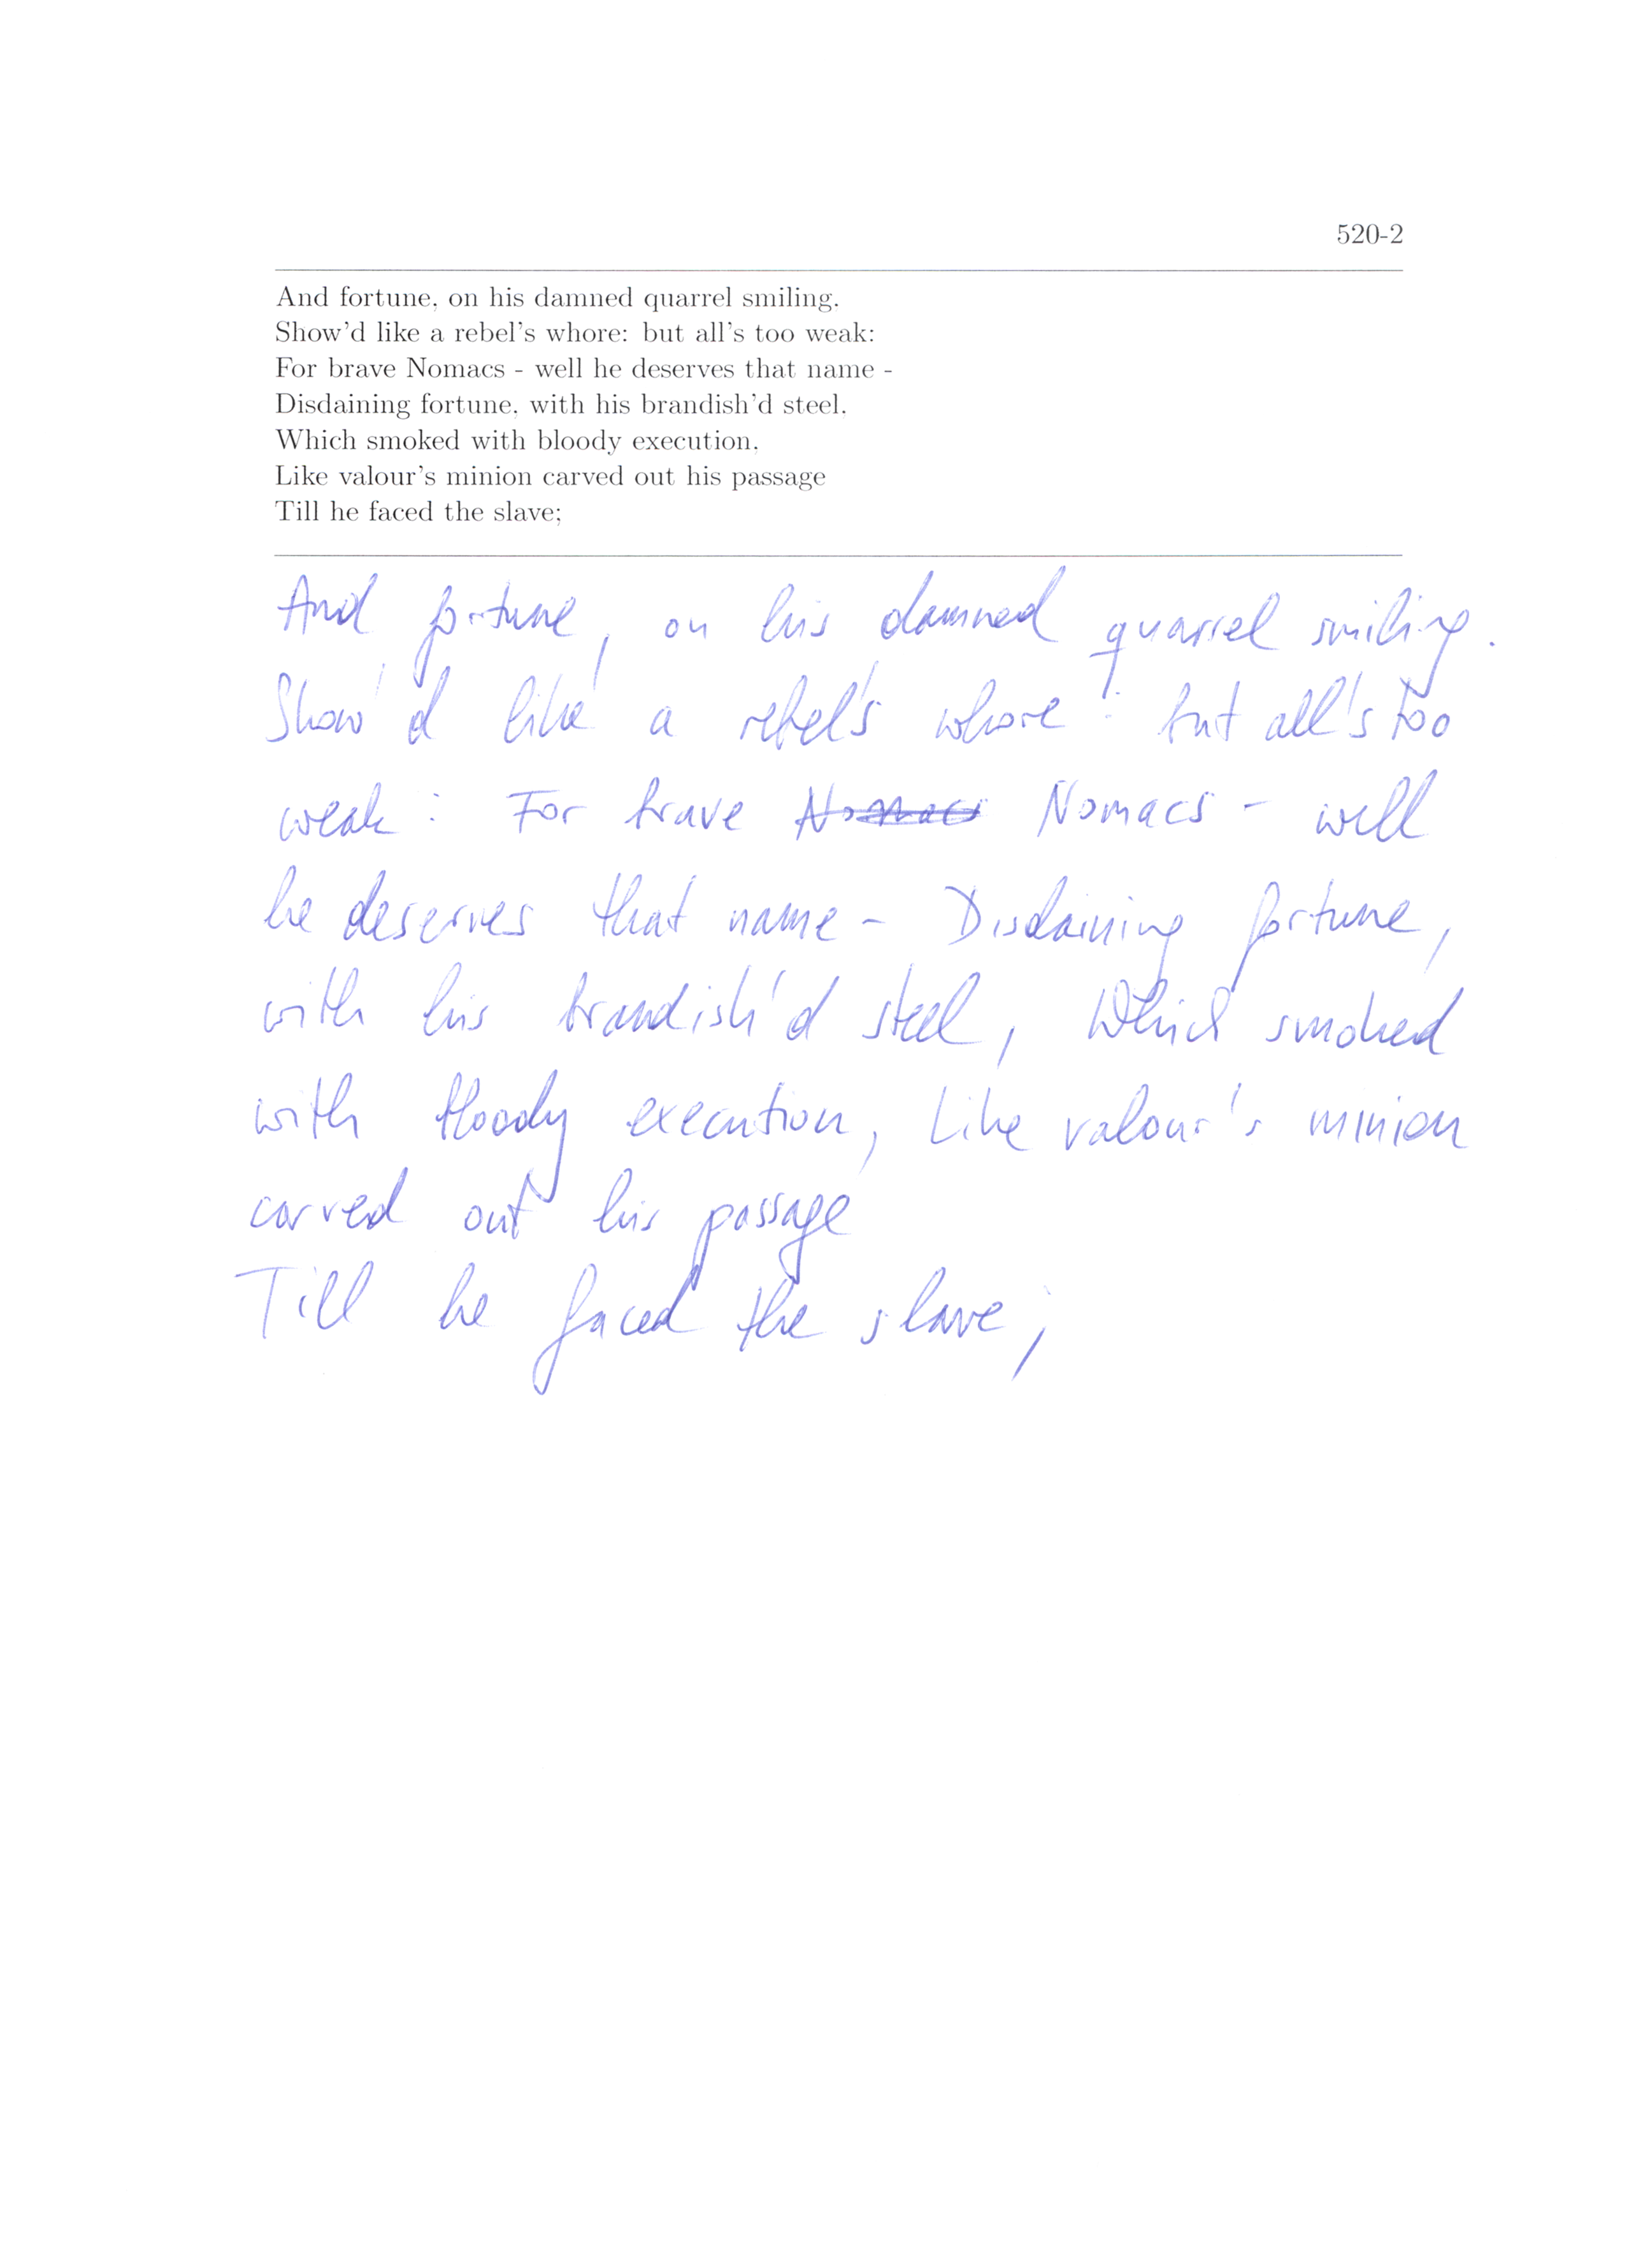 520-2
And fortune, on his damned quarrel smiling.
Show'd like a rebel's whore: but all's too weak:
For brave Nomacs - well he deserves that name -
Disdaining fortune, with his brandish'd steel.
Which smoked with bloody execution.
Like valour's minion carved out his passage
Till he faced the slave;
And fortune, on his damned quarrel smiling.
Show'd like a rebel's whore: but all's too
weak: For brave Nomacs Nomacs - well
he deserves that name - Disdaining fortune,
with his brandish'd steel, Which smoked
with bloody execution, Like valour's minion
carved out his passage
Till he faced the slave;